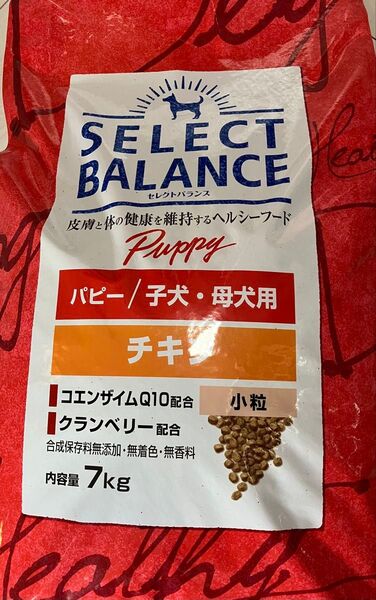 SELECT
BALANCE
セレクトバランス
皮膚と体の健康を維持するヘルシーフード
Puppy
パピー/子犬・母犬用
チキン
コエンザイムQ10配合
小粒
クランベリー配合
合成保存料無添加・無着色・無香料
内容量 7kg
Healthy